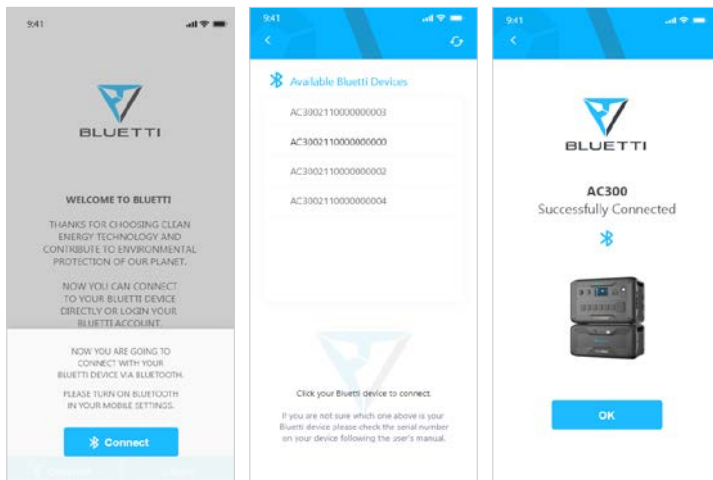 9:41
BLUETTI
WELCOME TO BLUETTI
THANKS FOR CHOOSING CLEAN
ENERGY TECHNOLOGY AND
CONTRIBUTE TO ENVIRONMENTAL
PROTECTION OF OUR PLANET.
NOW YOU CAN CONNECT
TO YOUR BLUETTI DEVICE
DIRECTLY OR LOGIN YOUR
BLUETTI ACCOUNT.
NOW YOU ARE GOING TO
CONNECT WITH YOUR
BLUETTI DEVICE VIA BLUETOOTH.
PLEASE TURN ON BLUETOOTH
IN YOUR MOBILE SETTINGS.
Connect
9:41
Available Bluetti Devices
AC3002110000000003
AC3002110000000000
AC3002110000000002
AC3002110000000004
Click your Bluetti device to connect
If you are not sure which one above is your
Bluetti device please check the serial number
on your device following the user's manual.
9:41
BLUETTI
AC300
Successfully Connected
OK